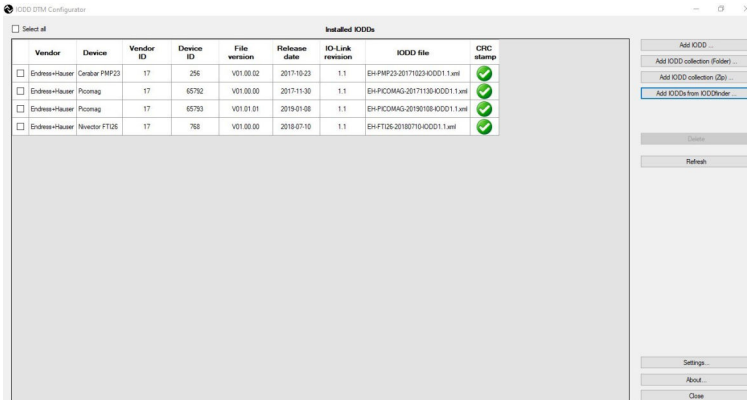 IODD DTM Configurator
Select all
Installed IODDs
Vendor Device Vendor ID Device ID File version Release date IO-Link revision IODD file CRC stamp
Endress+Hauser Cerabar PMP23 17 256 V01.00.02 2017-10-23 1.1 EH-PMP23-20171023-IODD1.1.xml
Endress+Hauser Picomag 17 65792 V01.00.00 2017-11-30 1.1 EH-PICOMAG-20171130-IODD1.1.xml
Endress+Hauser Picomag 17 65793 V01.01.01 2019-01-08 1.1 EH-PICOMAG-20190108-IODD1.1.xml
Endress+Hauser Nivector FTI26 17 768 V01.00.00 2018-07-10 1.1 EH-FTI26-20180710-IODD1.1.xml
Add IODD ...
Add IODD collection (Folder) ...
Add IODD collection (Zip) ...
Add IODDs from IODDfinder ...
Delete
Refresh
Settings...
About...
Close